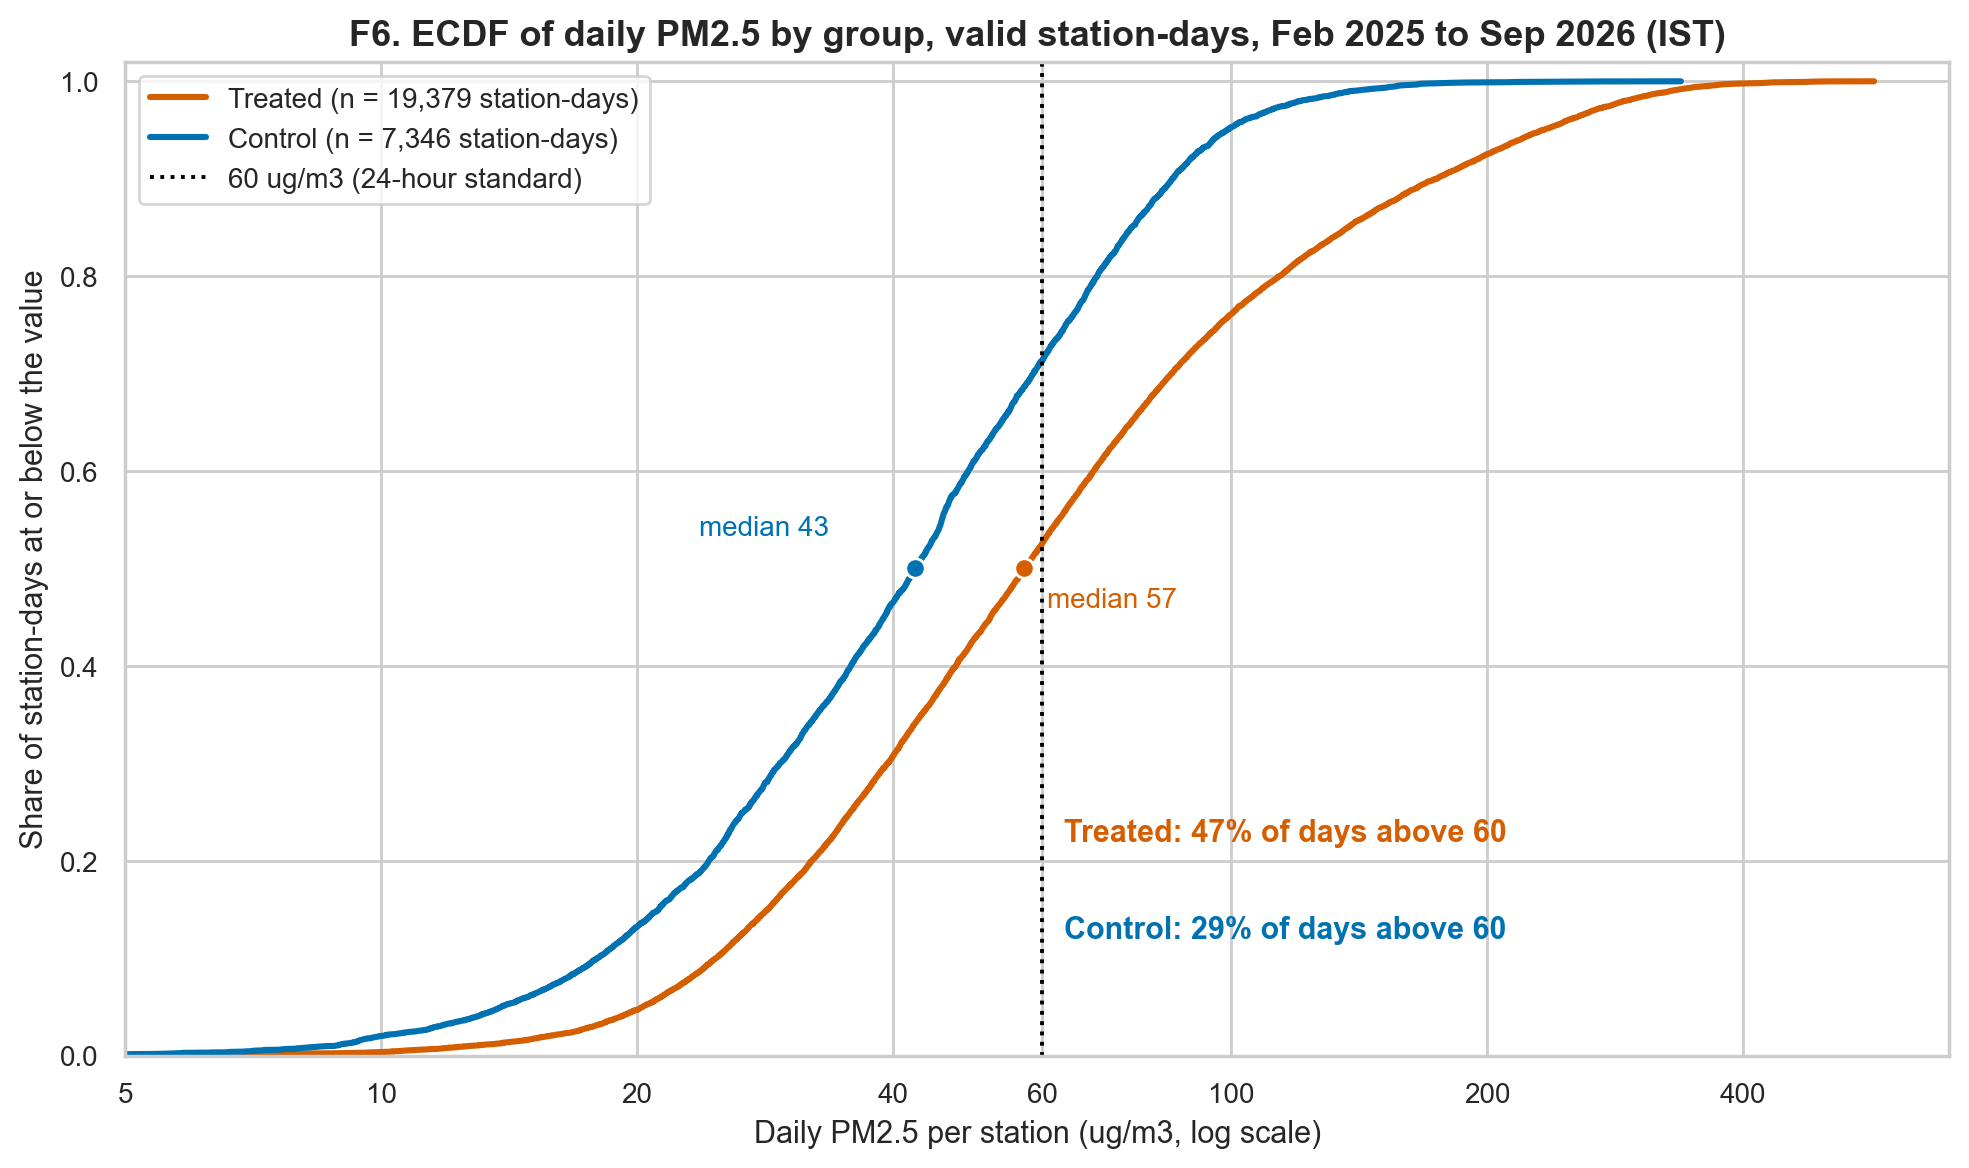 F6. ECDF of daily PM2.5 by group, valid station-days, Feb 2025 to Sep 2026 (IST)
Treated (n = 19,379 station-days)
Control (n = 7,346 station-days)
60 ug/m3 (24-hour standard)
Share of station-days at or below the value
1.0
0.8
0.6
0.4
0.2
0.0
median 43
median 57
Treated: 47% of days above 60
Control: 29% of days above 60
5 10 20 40 60 100 200 400
Daily PM2.5 per station (ug/m3, log scale)